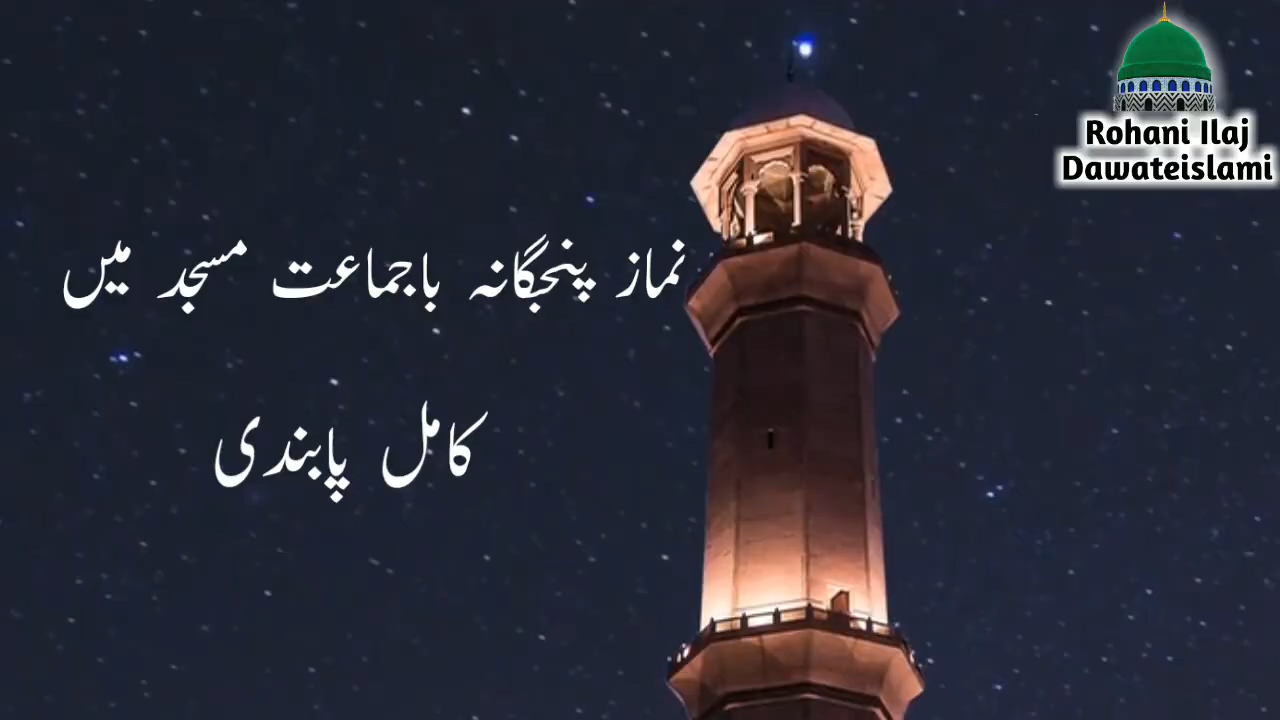 Rohani Ilaj
Dawateislami
نماز پنجگانہ باجماعت مسجد میں
کامل پابندی